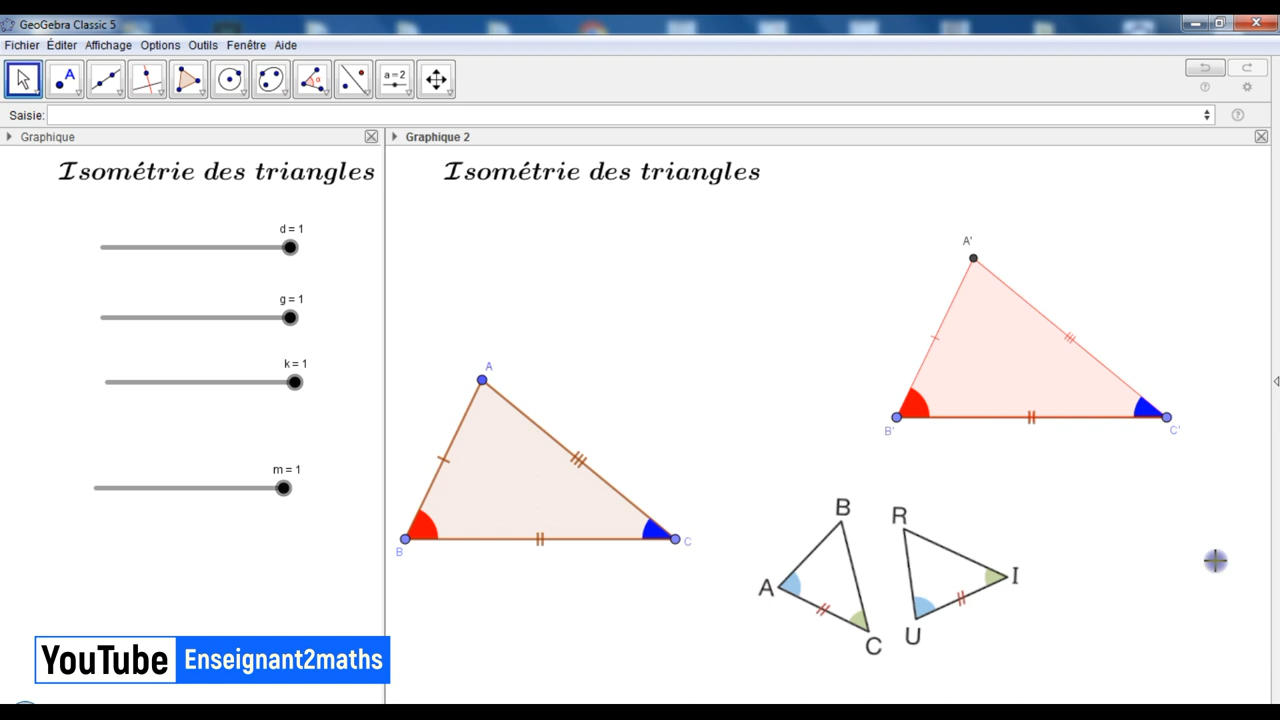 GeoGebra Classic 5
Fichier Éditer Affichage Options Outils Fenêtre Aide
A
α
a = 2
Saisie:
Graphique
Graphique 2
Isométrie des triangles
Isométrie des triangles
d = 1
g = 1
k = 1
m = 1
A'
B'
C'
A
B
C
B
R
A
I
C
U
YouTube Enseignant2maths